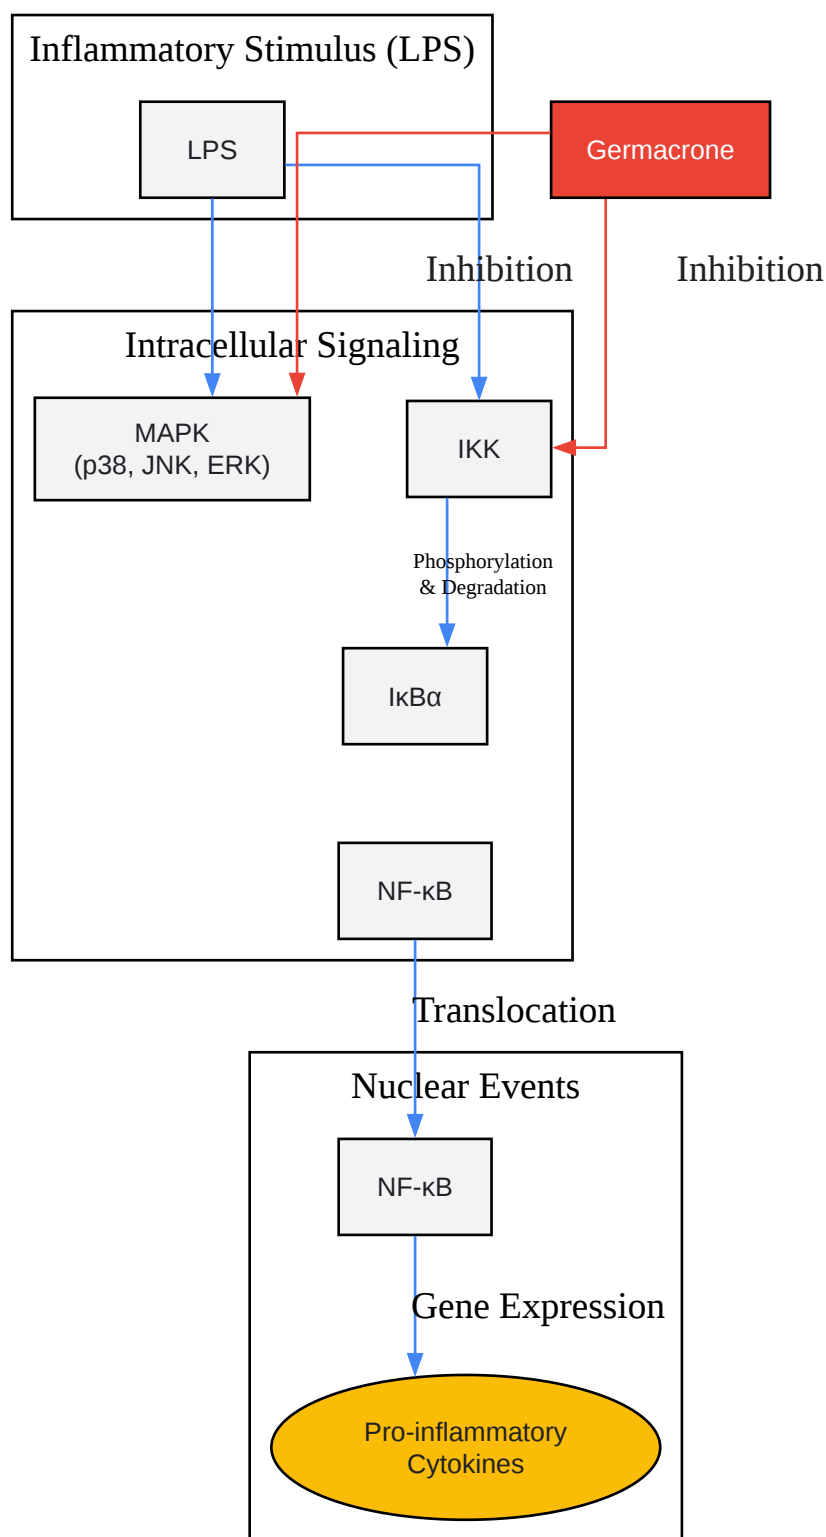 Inflammatory Stimulus (LPS)
LPS
Germacrone
Inhibition
Inhibition
Intracellular Signaling
MAPK
(p38, JNK, ERK)
IKK
Phosphorylation
& Degradation
IκBα
NF-κB
Translocation
Nuclear Events
NF-κB
Gene Expression
Pro-inflammatory
Cytokines